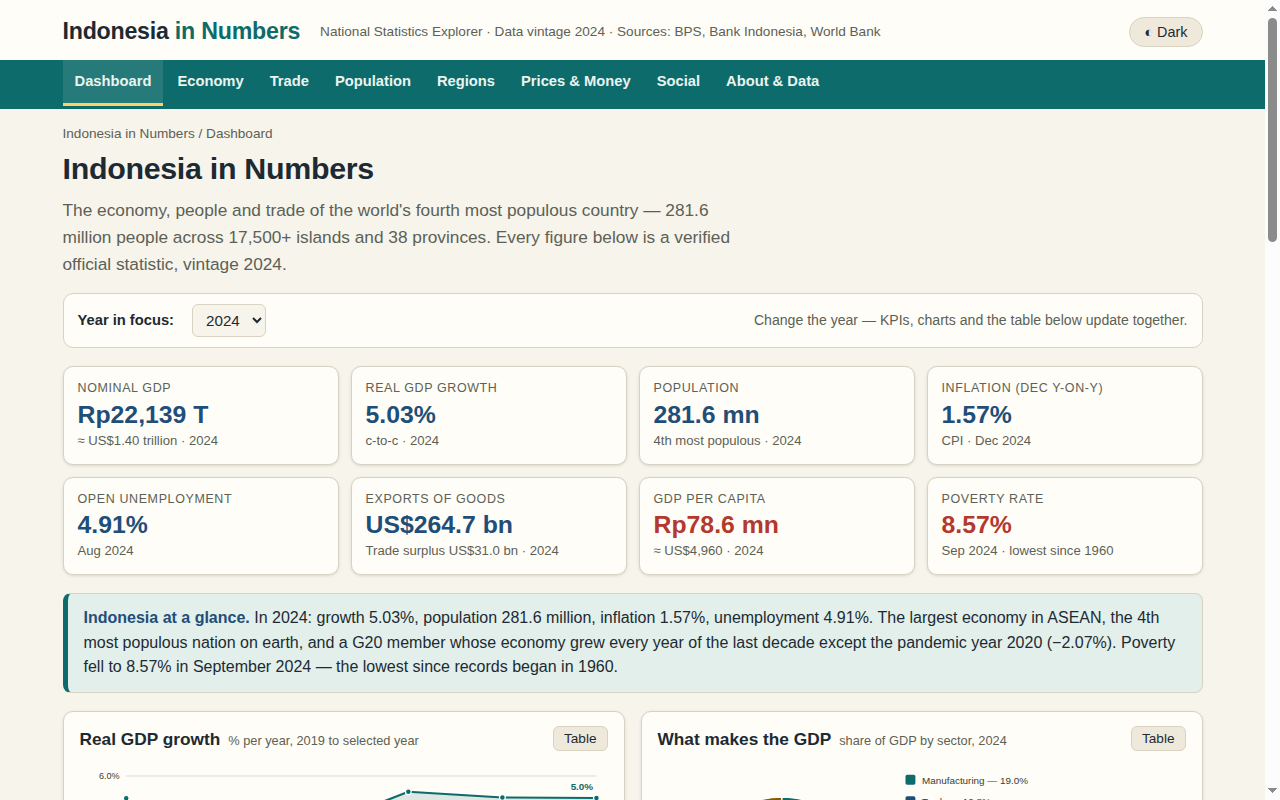 Indonesia in Numbers
National Statistics Explorer · Data vintage 2024 · Sources: BPS, Bank Indonesia, World Bank
Dark
Dashboard Economy Trade Population Regions Prices & Money Social About & Data
Indonesia in Numbers / Dashboard
Indonesia in Numbers
The economy, people and trade of the world's fourth most populous country — 281.6
million people across 17,500+ islands and 38 provinces. Every figure below is a verified
official statistic, vintage 2024.
Year in focus: 2024
Change the year — KPIs, charts and the table below update together.
NOMINAL GDP
Rp22,139 T
≈ US$1.40 trillion · 2024
REAL GDP GROWTH
5.03%
c-to-c · 2024
POPULATION
281.6 mn
4th most populous · 2024
INFLATION (DEC Y-ON-Y)
1.57%
CPI · Dec 2024
OPEN UNEMPLOYMENT
4.91%
Aug 2024
EXPORTS OF GOODS
US$264.7 bn
Trade surplus US$31.0 bn · 2024
GDP PER CAPITA
Rp78.6 mn
≈ US$4,960 · 2024
POVERTY RATE
8.57%
Sep 2024 · lowest since 1960
Indonesia at a glance. In 2024: growth 5.03%, population 281.6 million, inflation 1.57%, unemployment 4.91%. The largest economy in ASEAN, the 4th
most populous nation on earth, and a G20 member whose economy grew every year of the last decade except the pandemic year 2020 (−2.07%). Poverty
fell to 8.57% in September 2024 — the lowest since records began in 1960.
Real GDP growth % per year, 2019 to selected year
Table
6.0%
5.0%
What makes the GDP share of GDP by sector, 2024
Table
Manufacturing — 19.0%